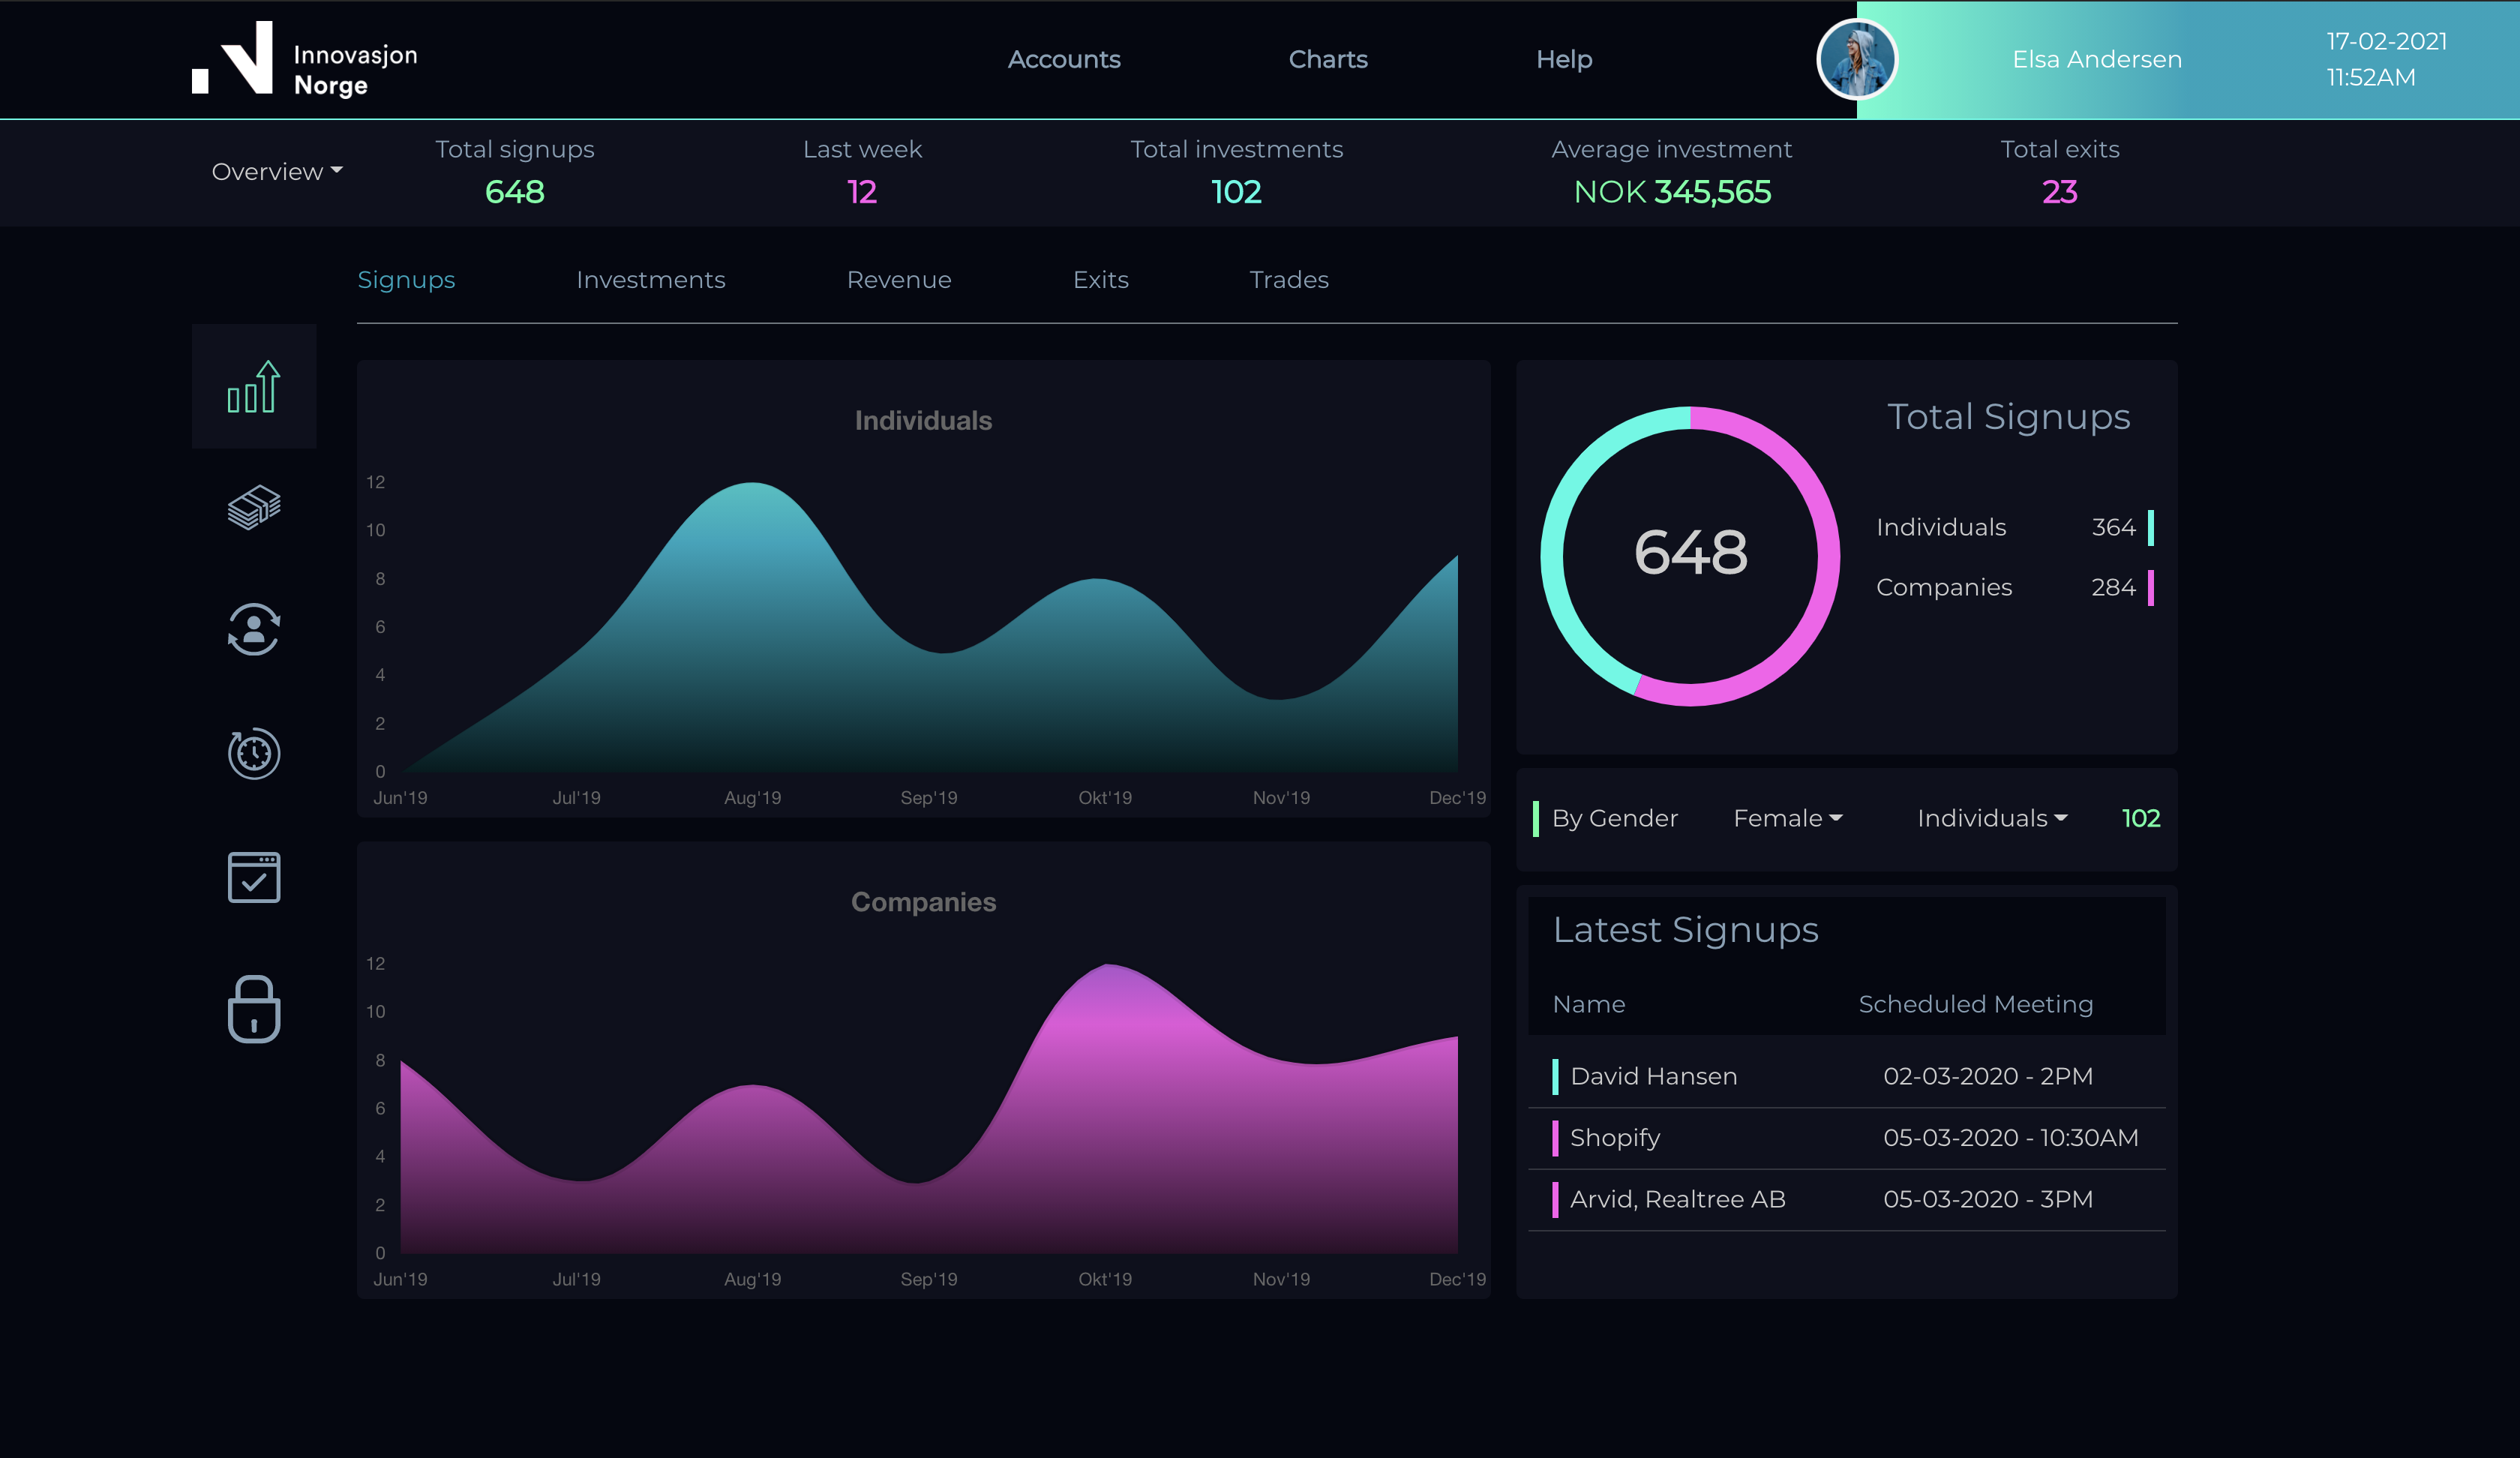 Innovasjon
Norge
Accounts
Charts
Help
Elsa Andersen
17-02-2021
11:52AM
Overview
Total signups
648
Last week
12
Total investments
102
Average investment
NOK 345,565
Total exits
23
Signups
Investments
Revenue
Exits
Trades
Individuals
12
10
8
6
4
2
0
Jun'19 Jul'19 Aug'19 Sep'19 Okt'19 Nov'19 Dec'19
Companies
12
10
8
6
4
2
0
Jun'19 Jul'19 Aug'19 Sep'19 Okt'19 Nov'19 Dec'19
Total Signups
648
Individuals 364
Companies 284
By Gender Female Individuals 102
Latest Signups
Name Scheduled Meeting
David Hansen 02-03-2020 - 2PM
Shopify 05-03-2020 - 10:30AM
Arvid, Realtree AB 05-03-2020 - 3PM